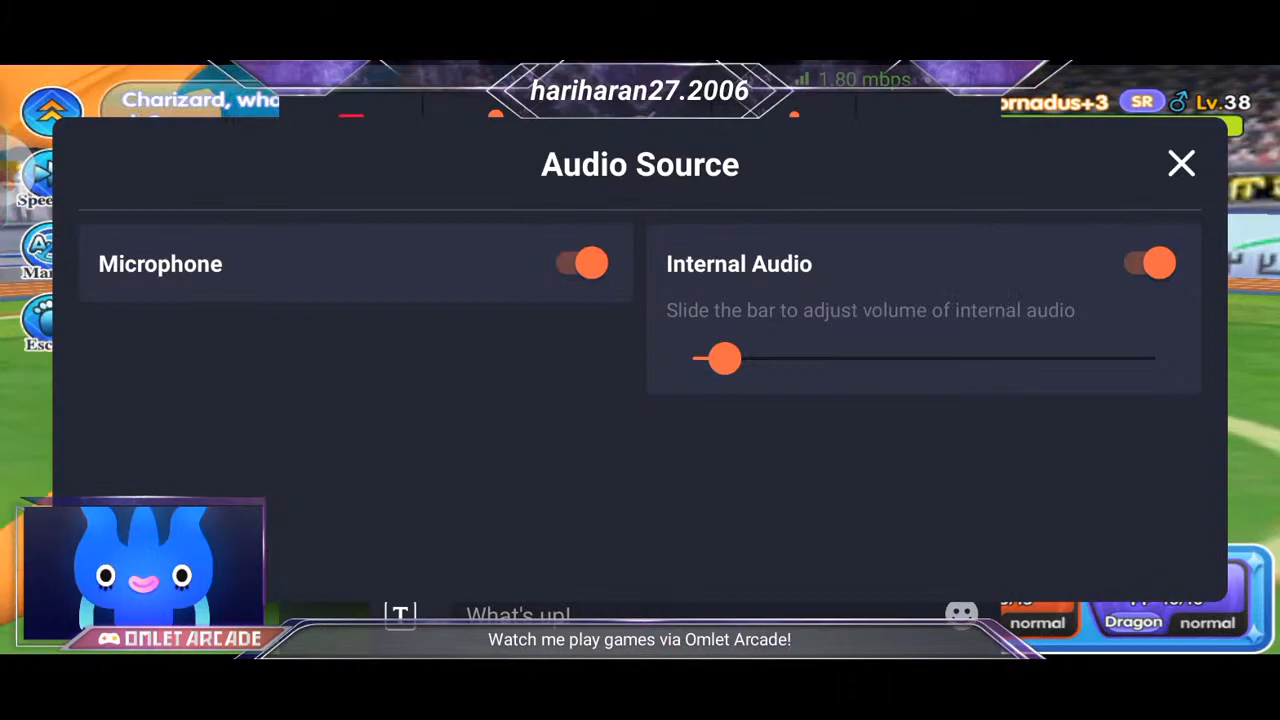 hariharan27.2006
1.80 mbps
Charizard, who
ornadus+3 SR Lv.38
Audio Source
Microphone
Internal Audio
Slide the bar to adjust volume of internal audio
What's up!
T
normal
Dragon normal
OMLET ARCADE
Watch me play games via Omlet Arcade!